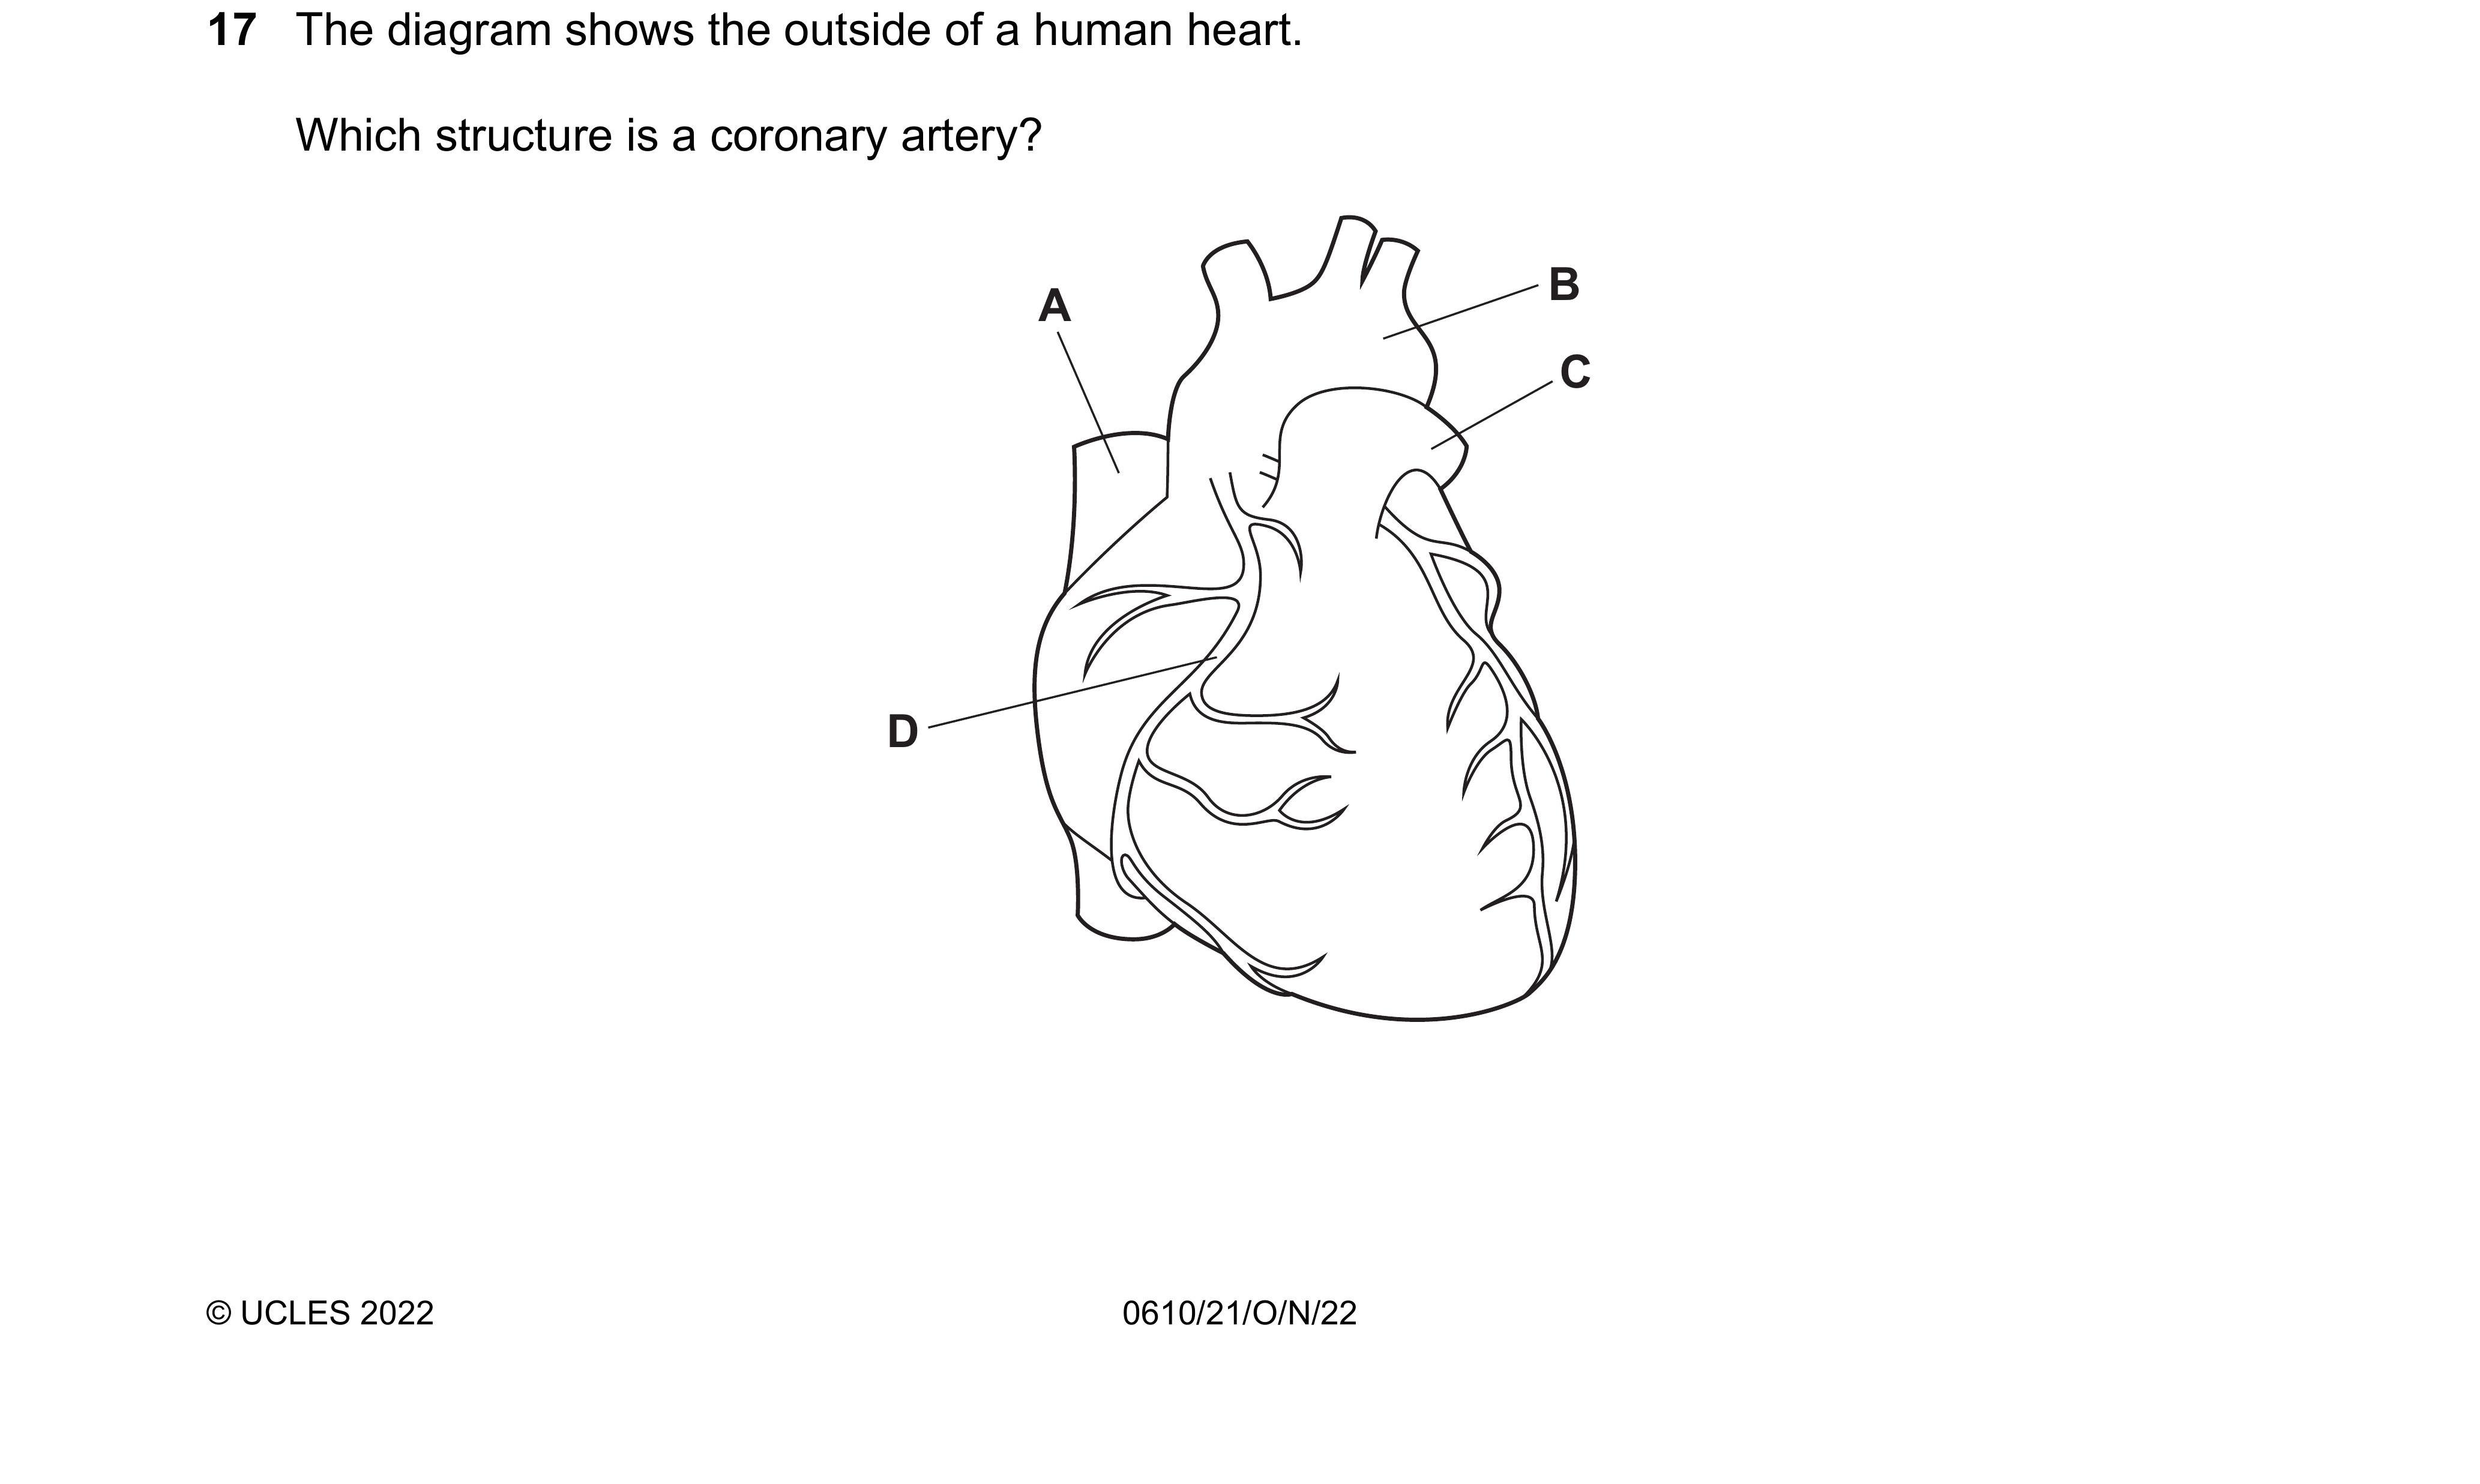 17 The diagram shows the outside of a human heart.
Which structure is a coronary artery?
A
B
C
D
© UCLES 2022
0610/21/O/N/22